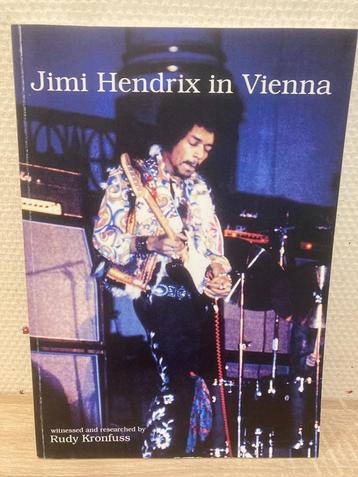 Jimi Hendrix in Vienna
witnessed and researched by
Rudy Kronfuss